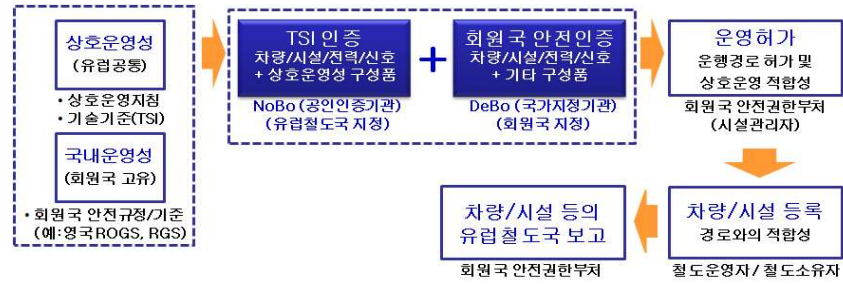 상호운영성
(유럽공통)
• 상호운영지침
• 기술기준(TSI)
국내운영성
(회원국 고유)
• 회원국 안전규정/기준
(예:영국ROGS, RGS)
TSI 인증
차량/시설/전력/신호
+ 상호운영성 구성품
NoBo (공인인증기관)
(유럽철도국 지정)
+
회원국 안전인증
차량/시설/전력/신호
+ 기타 구성품
DeBo (국가지정기관)
(회원국 지정)
운영허가
운행경로 허가 및
상호운영 적합성
회원국 안전권한부처
(시설관리자)
차량/시설 등록
경로와의 적합성
철도운영자/ 철도소유자
차량/시설 등의
유럽철도국 보고
회원국 안전권한부처